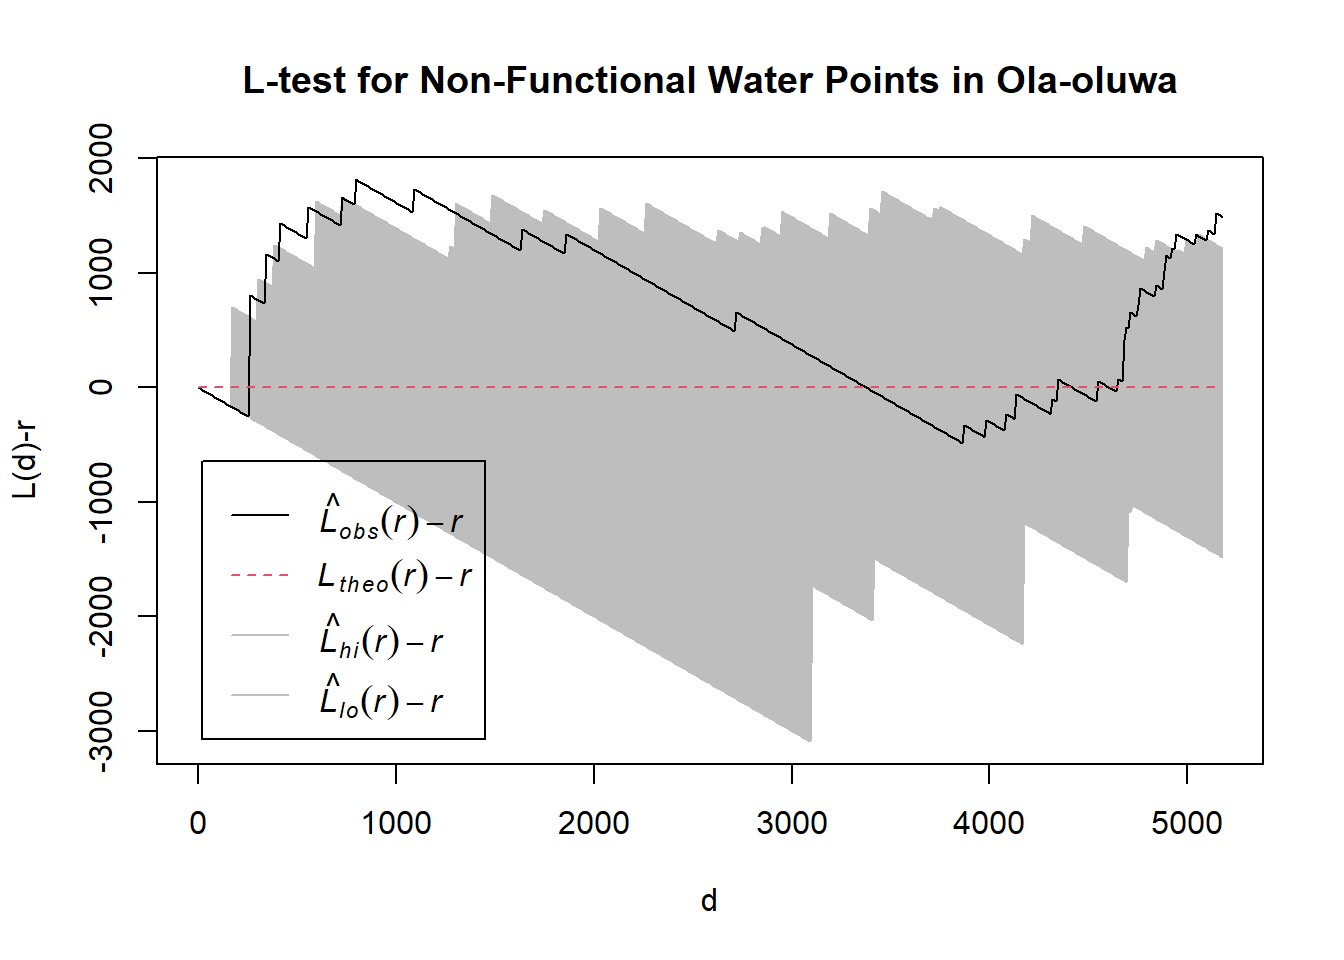 L-test for Non-Functional Water Points in Ola-oluwa
L(d)-r
2000
1000
0
-1000
-2000
-3000
L̂obs(r) − r
Ltheo(r) − r
L̂hi(r) − r
L̂lo(r) − r
0 1000 2000 3000 4000 5000
d